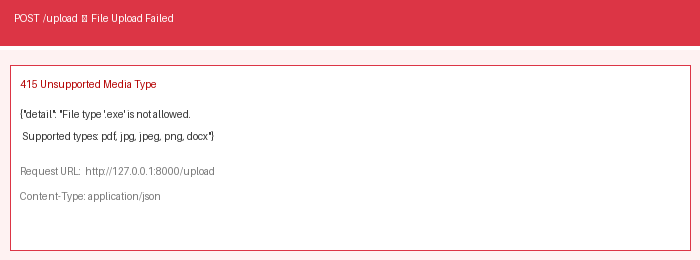 POST /upload ▯ File Upload Failed
415 Unsupported Media Type
{"detail": "File type '.exe' is not allowed.
Supported types: pdf, jpg, jpeg, png, docx"}
Request URL: http://127.0.0.1:8000/upload
Content-Type: application/json